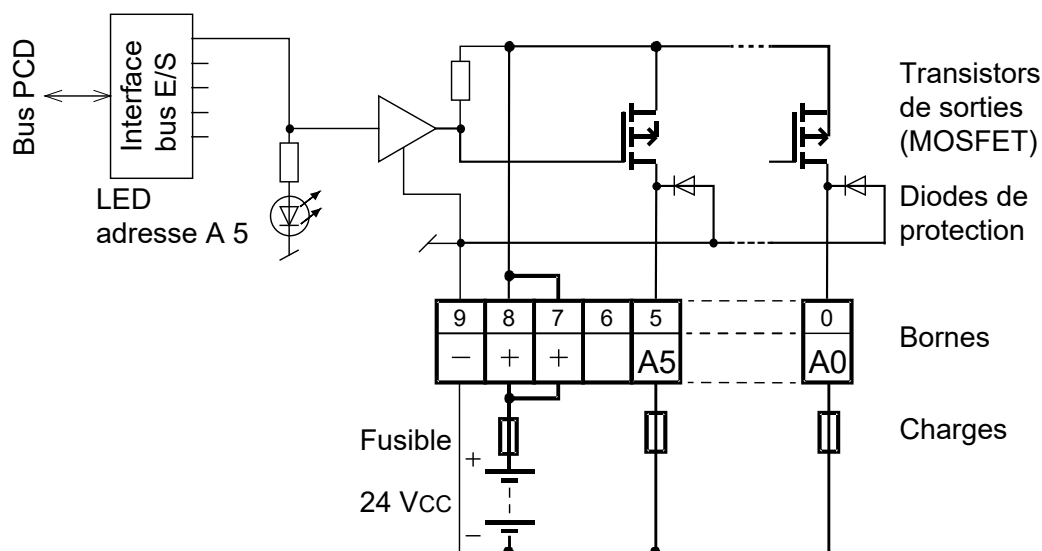 Bus PCD
Interface
bus E/S
LED
adresse A 5
Transistors
de sorties
(MOSFET)
Diodes de
protection
9 8 7 6 5 0
− + + A5 A0
Bornes
Fusible
Charges
+
24 VCC
−